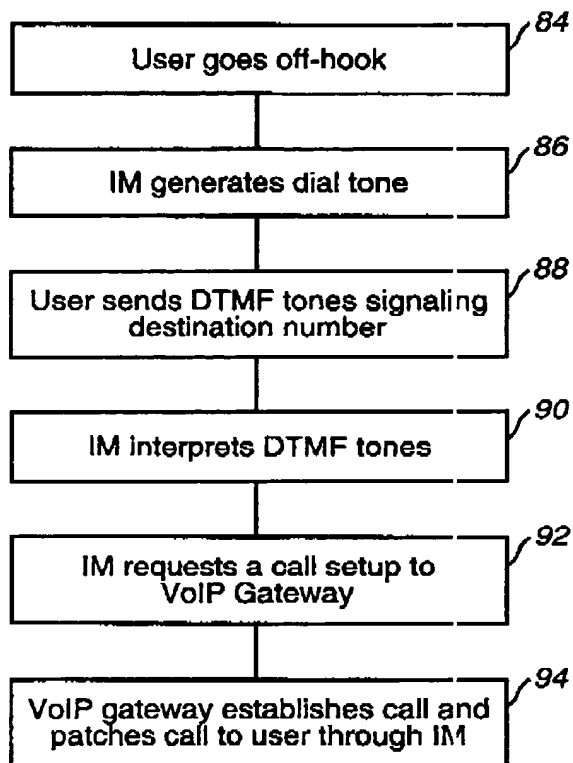 84
User goes off-hook
86
IM generates dial tone
88
User sends DTMF tones signaling
destination number
90
IM interprets DTMF tones
92
IM requests a call setup to
VoIP Gateway
94
VoIP gateway establishes call and
patches call to user through IM